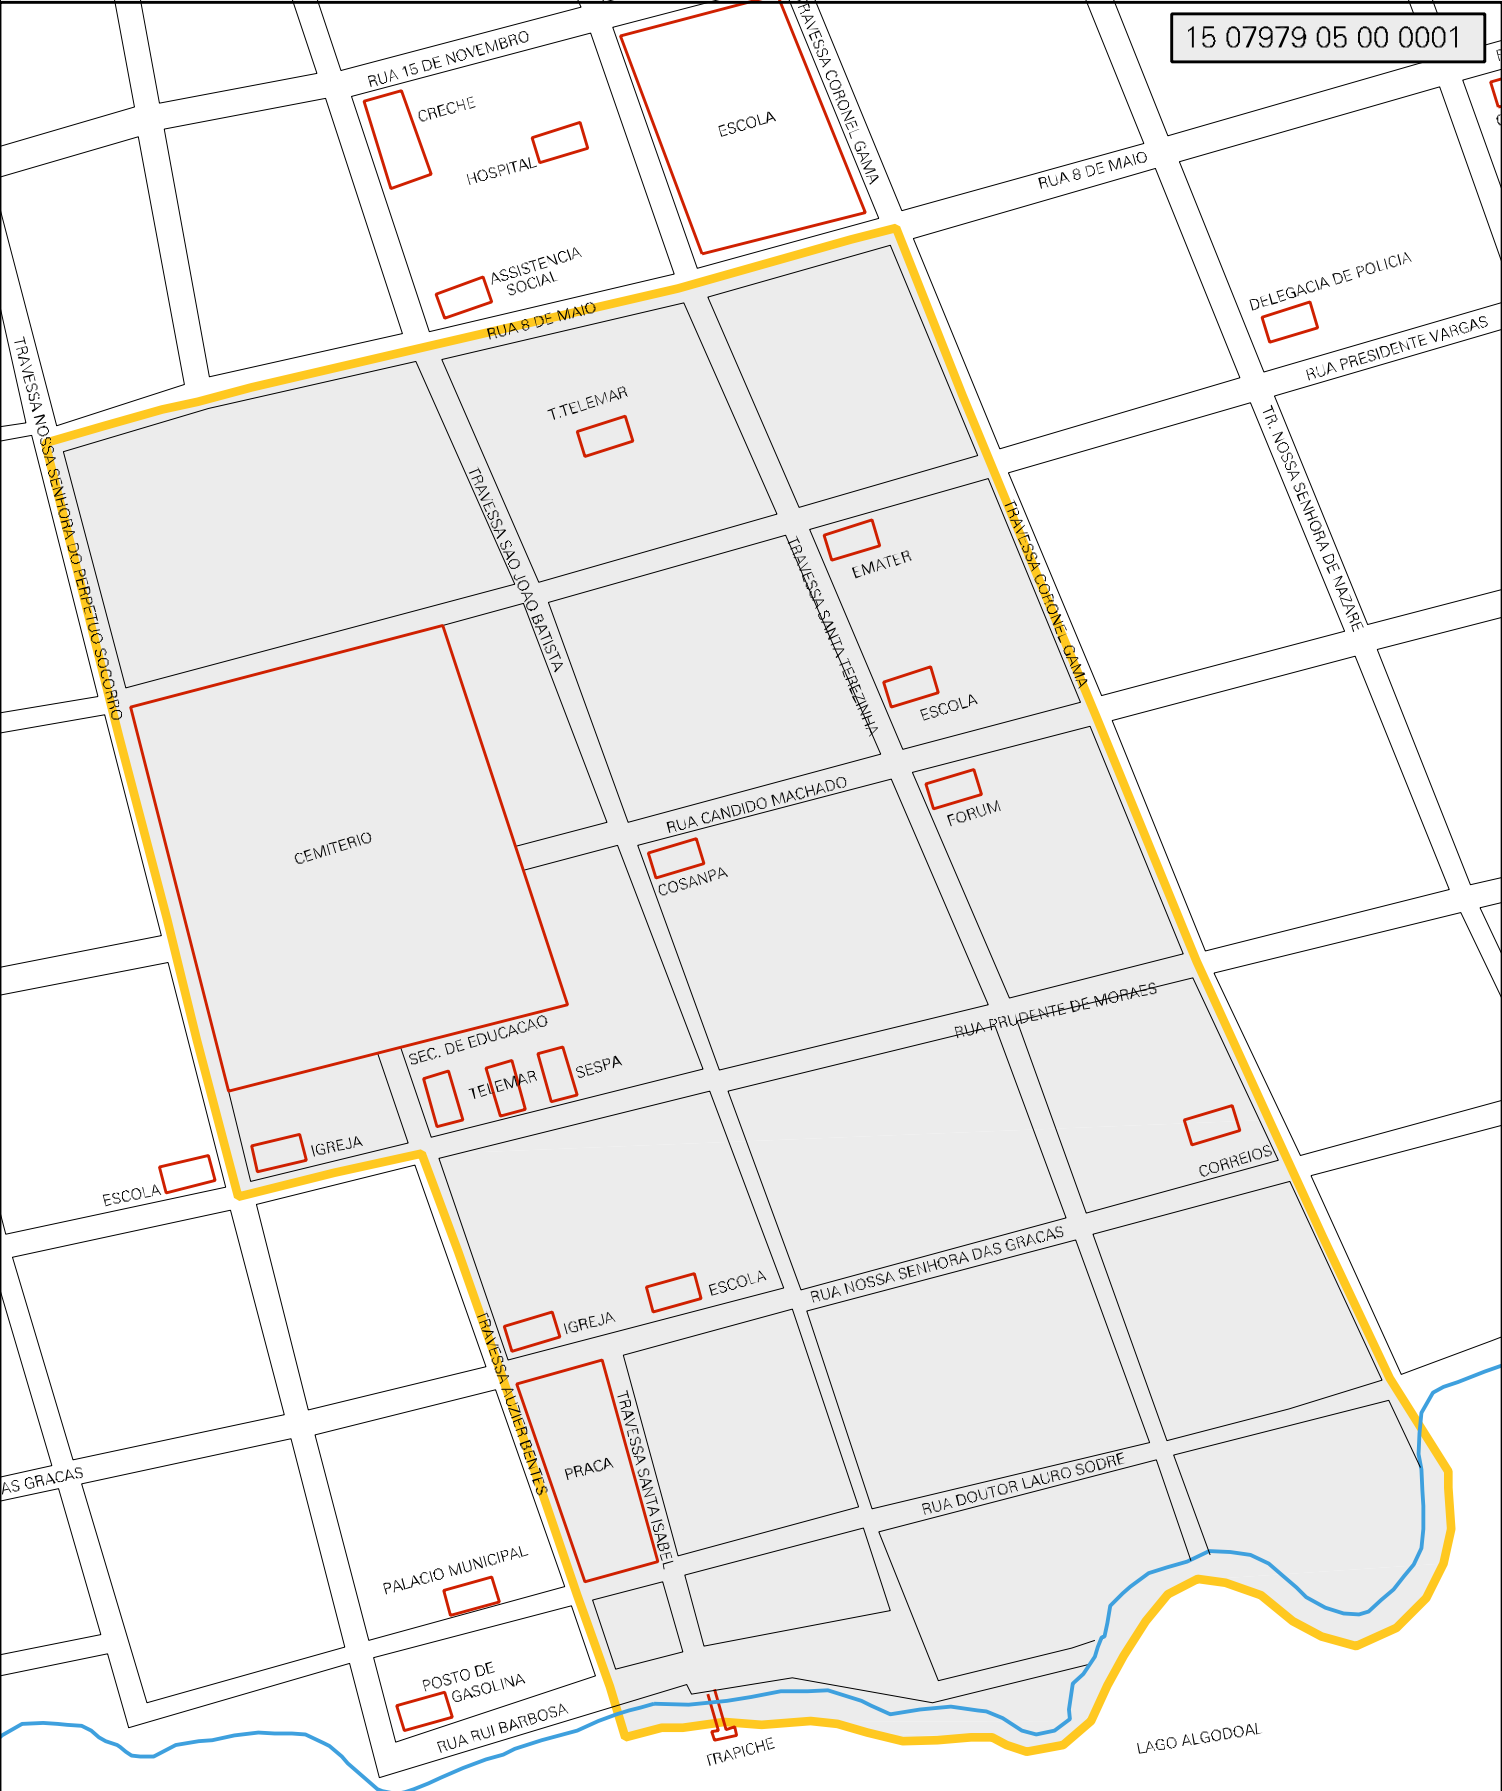 15 07979 05 00 0001
RUA 15 DE NOVEMBRO
TRAVESSA CORONEL GAMA
CRECHE
ESCOLA
HOSPITAL
RUA 8 DE MAIO
ASSISTENCIA
SOCIAL
DELEGACIA DE POLICIA
RUA 8 DE MAIO
RUA PRESIDENTE VARGAS
TRAVESSA NOSSA SENHORA DO PERPETUO SOCORRO
T.TELEMAR
TR. NOSSA SENHORA DE NAZARE
TRAVESSA SAO JOAO BATISTA
TRAVESSA CORONEL GAMA
TRAVESSA SANTA TEREZINHA
EMATER
ESCOLA
RUA CANDIDO MACHADO
FORUM
CEMITERIO
COSANPA
RUA PRUDENTE DE MORAES
SEC. DE EDUCACAO
TELEMAR
SESPA
IGREJA
CORREIOS
ESCOLA
RUA NOSSA SENHORA DAS GRACAS
ESCOLA
IGREJA
TRAVESSA AUZIER BENTES
TRAVESSA SANTA ISABEL
PRACA
AS GRACAS
RUA DOUTOR LAURO SODRE
PALACIO MUNICIPAL
POSTO DE
GASOLINA
RUA RUI BARBOSA
TRAPICHE
LAGO ALGODOAL